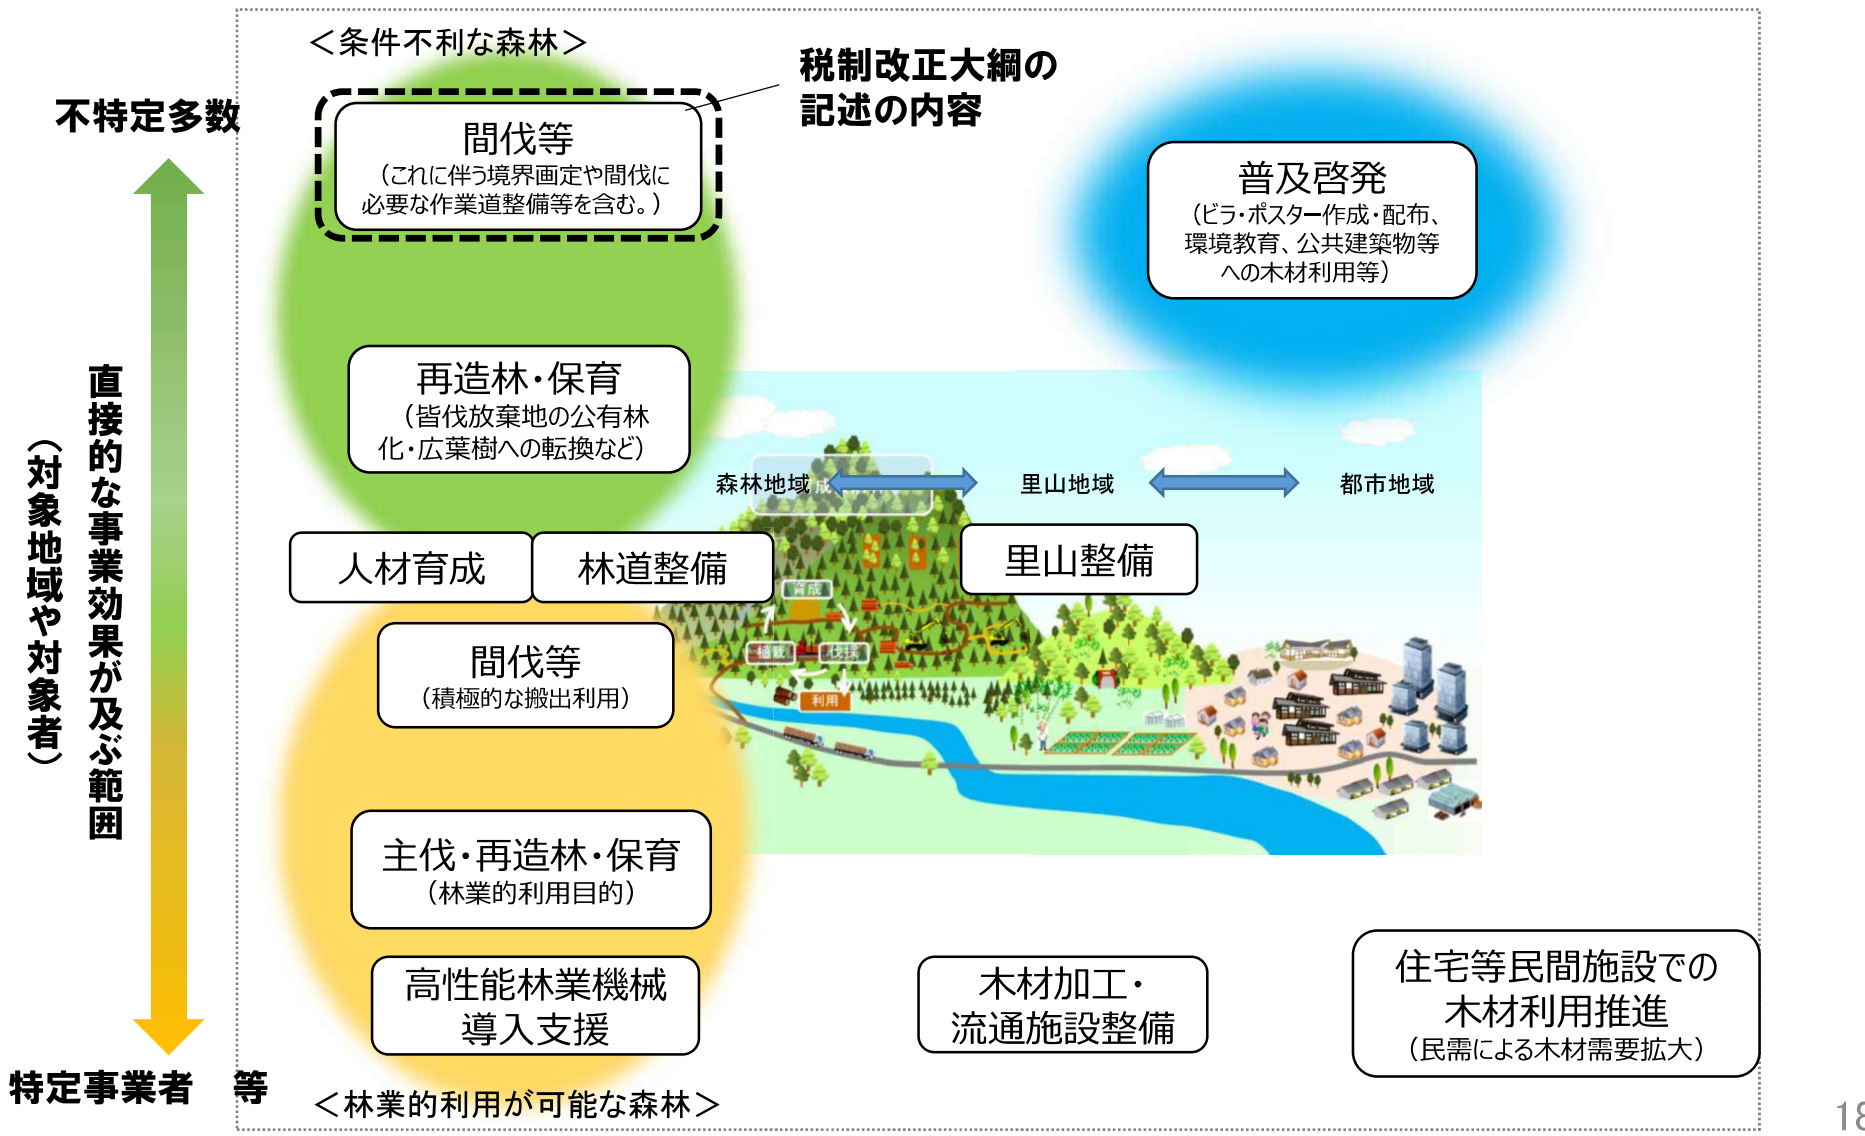 ＜条件不利な森林＞
税制改正大綱の
記述の内容
不特定多数
間伐等
（これに伴う境界画定や間伐に
必要な作業道整備等を含む。）
普及啓発
（ビラ・ポスター作成・配布、
環境教育、公共建築物等
への木材利用等）
直接的な事業効果が及ぶ範囲
（対象地域や対象者）
再造林・保育
（皆伐放棄地の公有林
化・広葉樹への転換など）
森林地域
里山地域
都市地域
人材育成
林道整備
里山整備
育成
植栽
伐採
利用
間伐等
（積極的な搬出利用）
主伐・再造林・保育
（林業的利用目的）
高性能林業機械
導入支援
木材加工・
流通施設整備
住宅等民間施設での
木材利用推進
（民需による木材需要拡大）
特定事業者　等
＜林業的利用が可能な森林＞
18